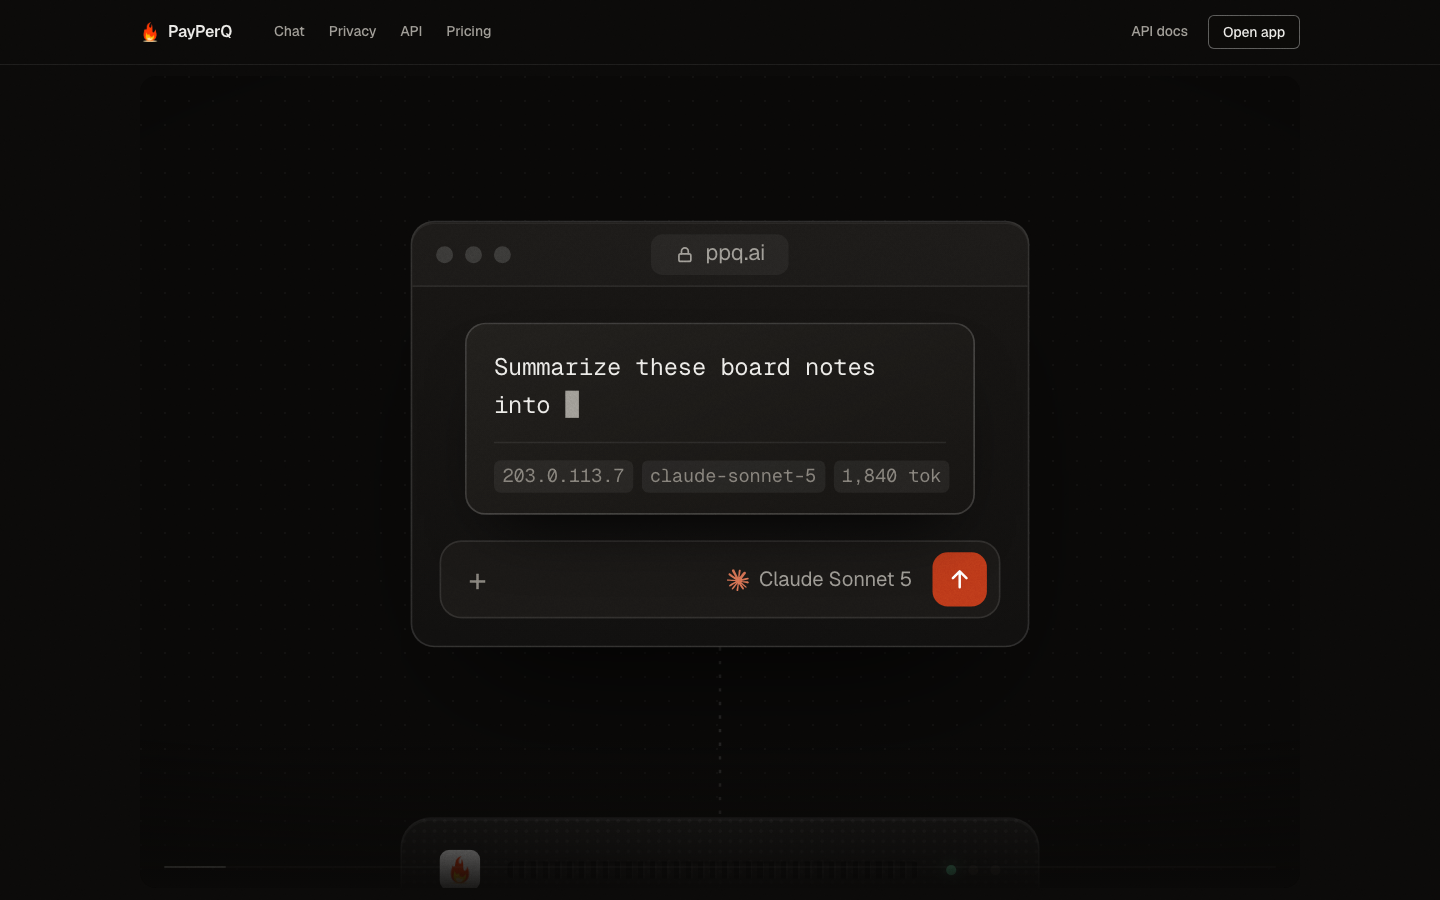 PayPerQ
Chat
Privacy
API
Pricing
API docs
Open app
ppq.ai
Summarize these board notes
into
203.0.113.7
claude-sonnet-5
1,840 tok
+
Claude Sonnet 5